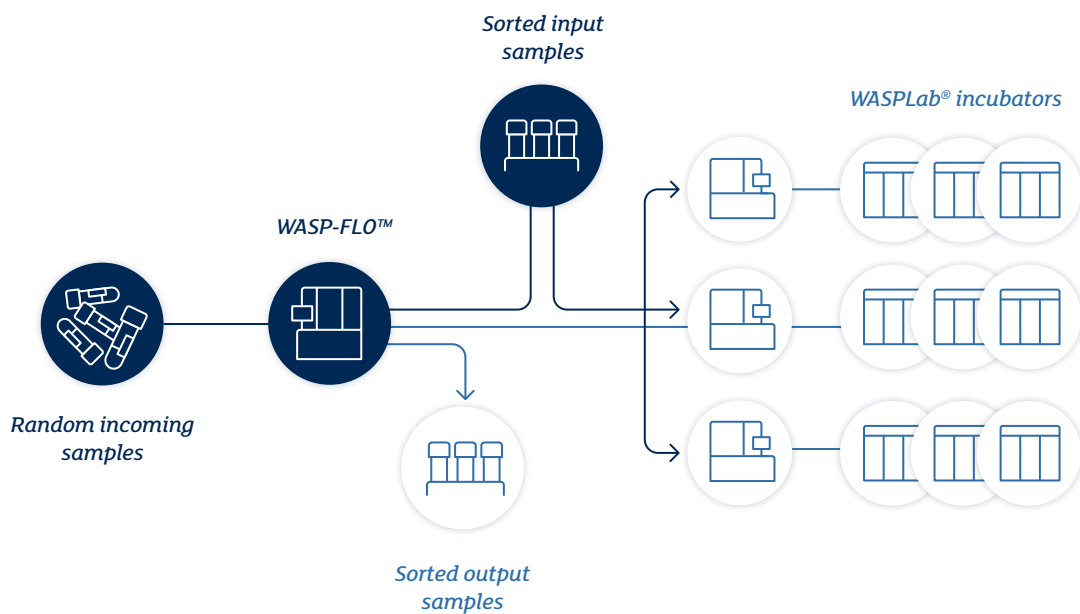 Sorted input
samples
WASPLab® incubators
WASP-FLO™
Random incoming
samples
Sorted output
samples